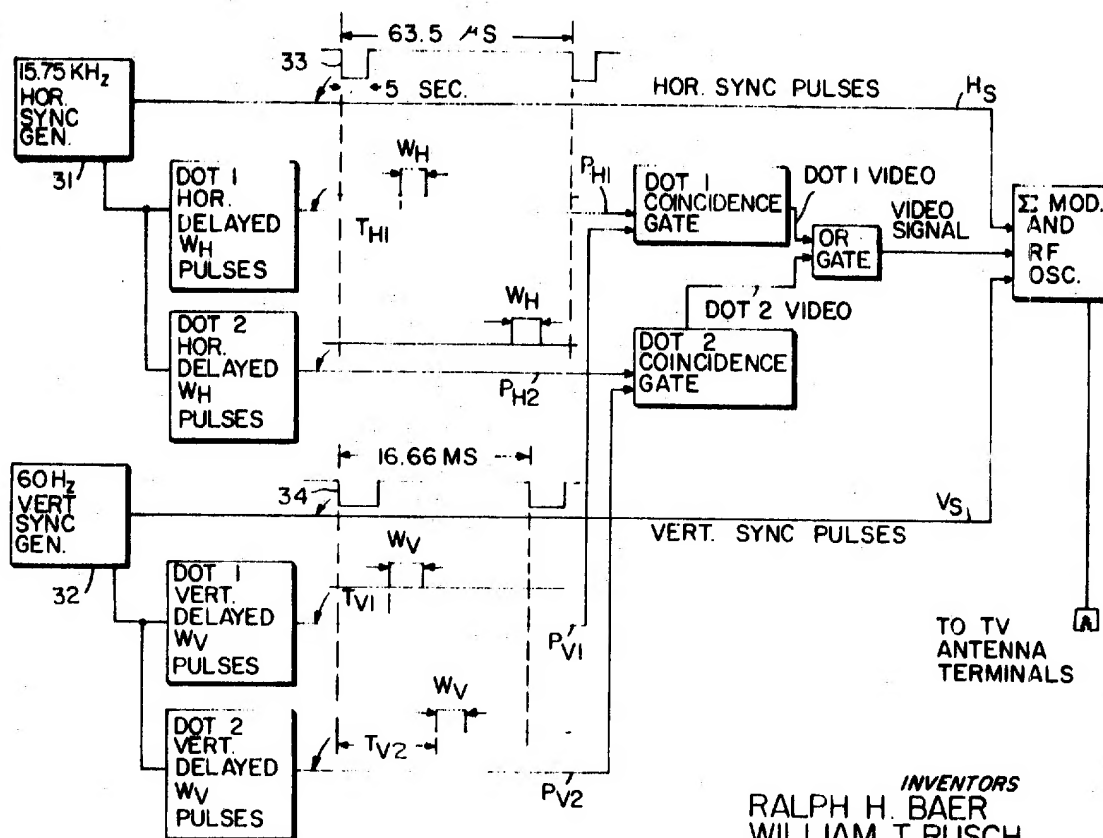 63.5 μS
33
15.75 KHz
HOR.
SYNC
GEN.
31
5 SEC.
HOR. SYNC PULSES
HS
WH
DOT 1
HOR.
DELAYED
WH
PULSES
TH1
PH1
DOT 1
COINCIDENCE
GATE
DOT 1 VIDEO
OR
GATE
VIDEO
SIGNAL
Σ MOD.
AND
RF
OSC.
DOT 2
HOR.
DELAYED
WH
PULSES
WH
PH2
DOT 2 VIDEO
DOT 2
COINCIDENCE
GATE
16.66 MS
34
60 Hz
VERT
SYNC
GEN.
32
VS
VERT. SYNC PULSES
WV
DOT 1
VERT.
DELAYED
WV
PULSES
TV1
PV1
TO TV
ANTENNA
TERMINALS
A
DOT 2
VERT.
DELAYED
WV
PULSES
WV
TV2
PV2
INVENTORS
RALPH H. BAER
WILLIAM T. RUSCH